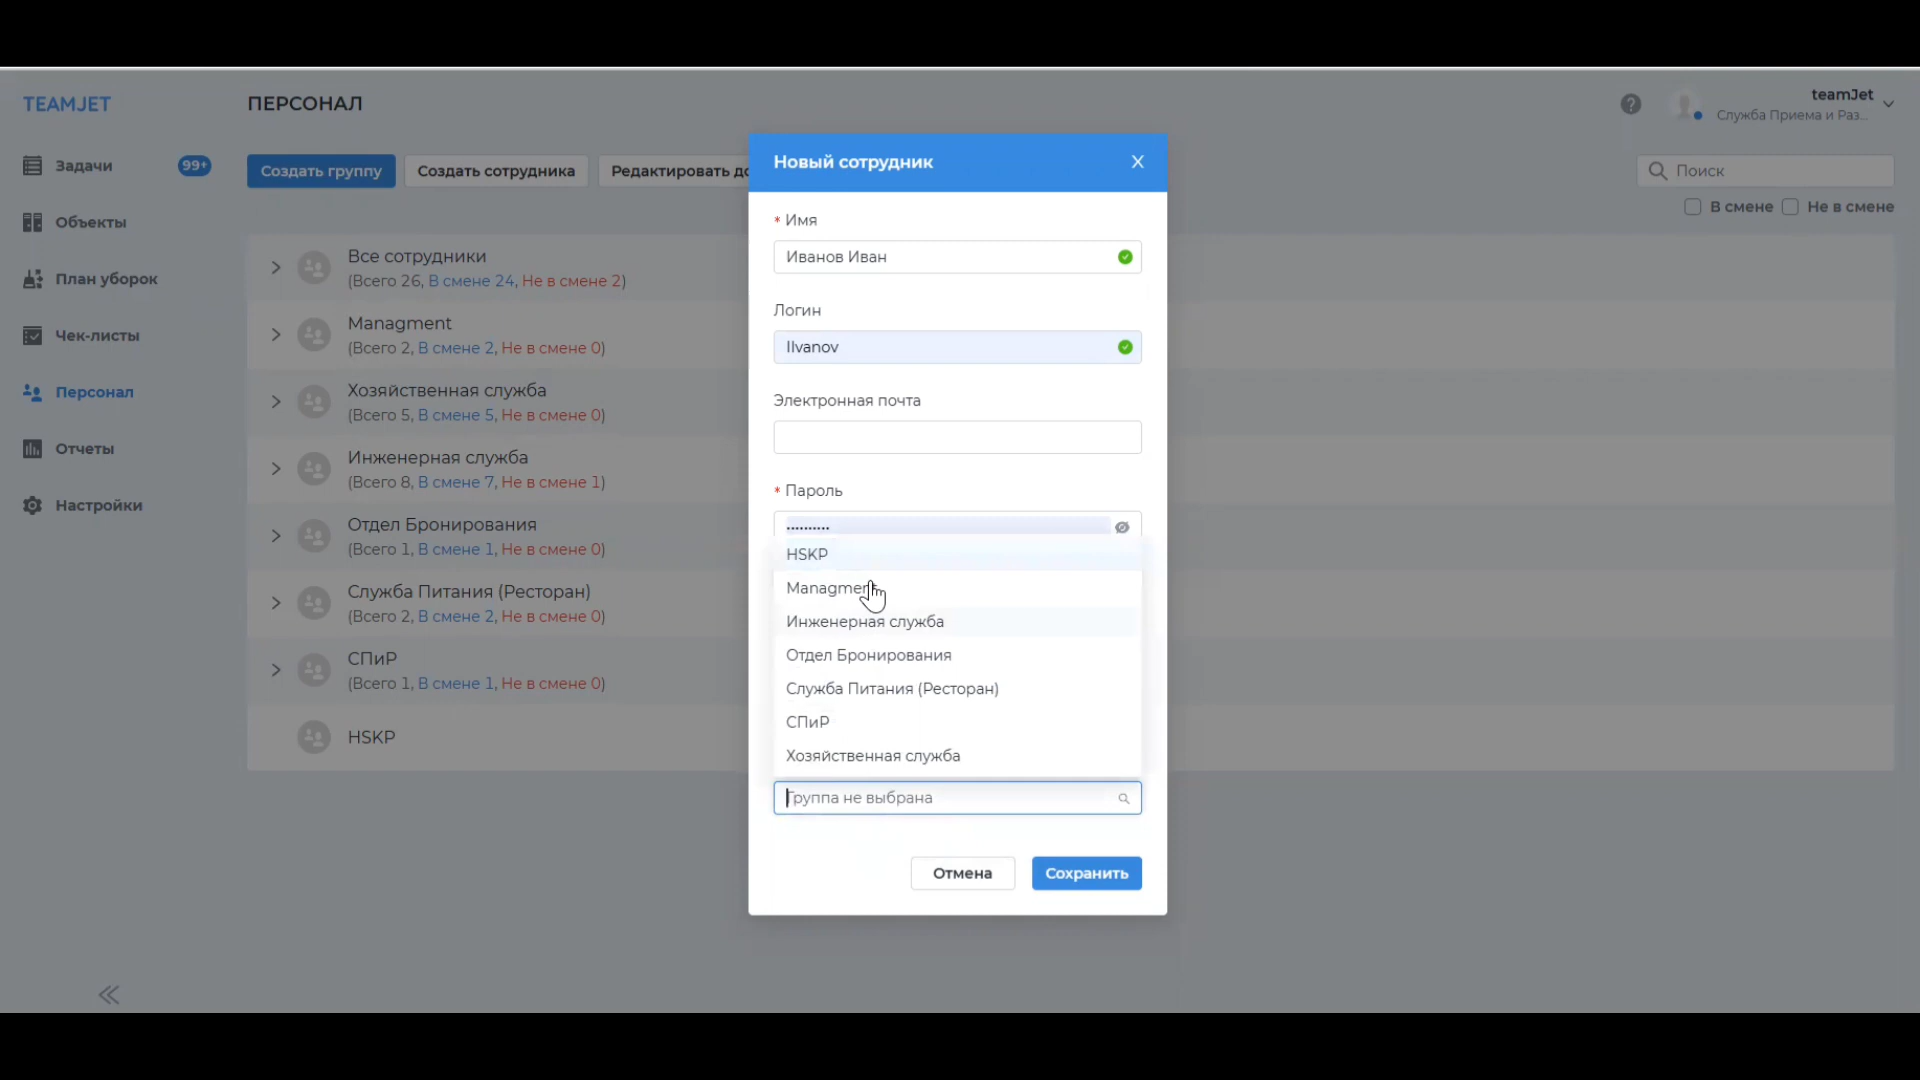 TEAMJET
ПЕРСОНАЛ
teamJet
Служба Приема и Раз...
Задачи
99+
Объекты
План уборок
Чек-листы
Персонал
Отчеты
Настройки
Создать группу
Создать сотрудника
Редактировать до
Поиск
В смене
Не в смене
Все сотрудники
(Всего 26, В смене 24, Не в смене 2)
Managment
(Всего 2, В смене 2, Не в смене 0)
Хозяйственная служба
(Всего 5, В смене 5, Не в смене 0)
Инженерная служба
(Всего 8, В смене 7, Не в смене 1)
Отдел Бронирования
(Всего 1, В смене 1, Не в смене 0)
Служба Питания (Ресторан)
(Всего 2, В смене 2, Не в смене 0)
СПиР
(Всего 1, В смене 1, Не в смене 0)
HSKP
Новый сотрудник
* Имя
Иванов Иван
Логин
IIvanov
Электронная почта
* Пароль
••••••••••
HSKP
Managment
Инженерная служба
Отдел Бронирования
Служба Питания (Ресторан)
СПиР
Хозяйственная служба
Группа не выбрана
Отмена
Сохранить